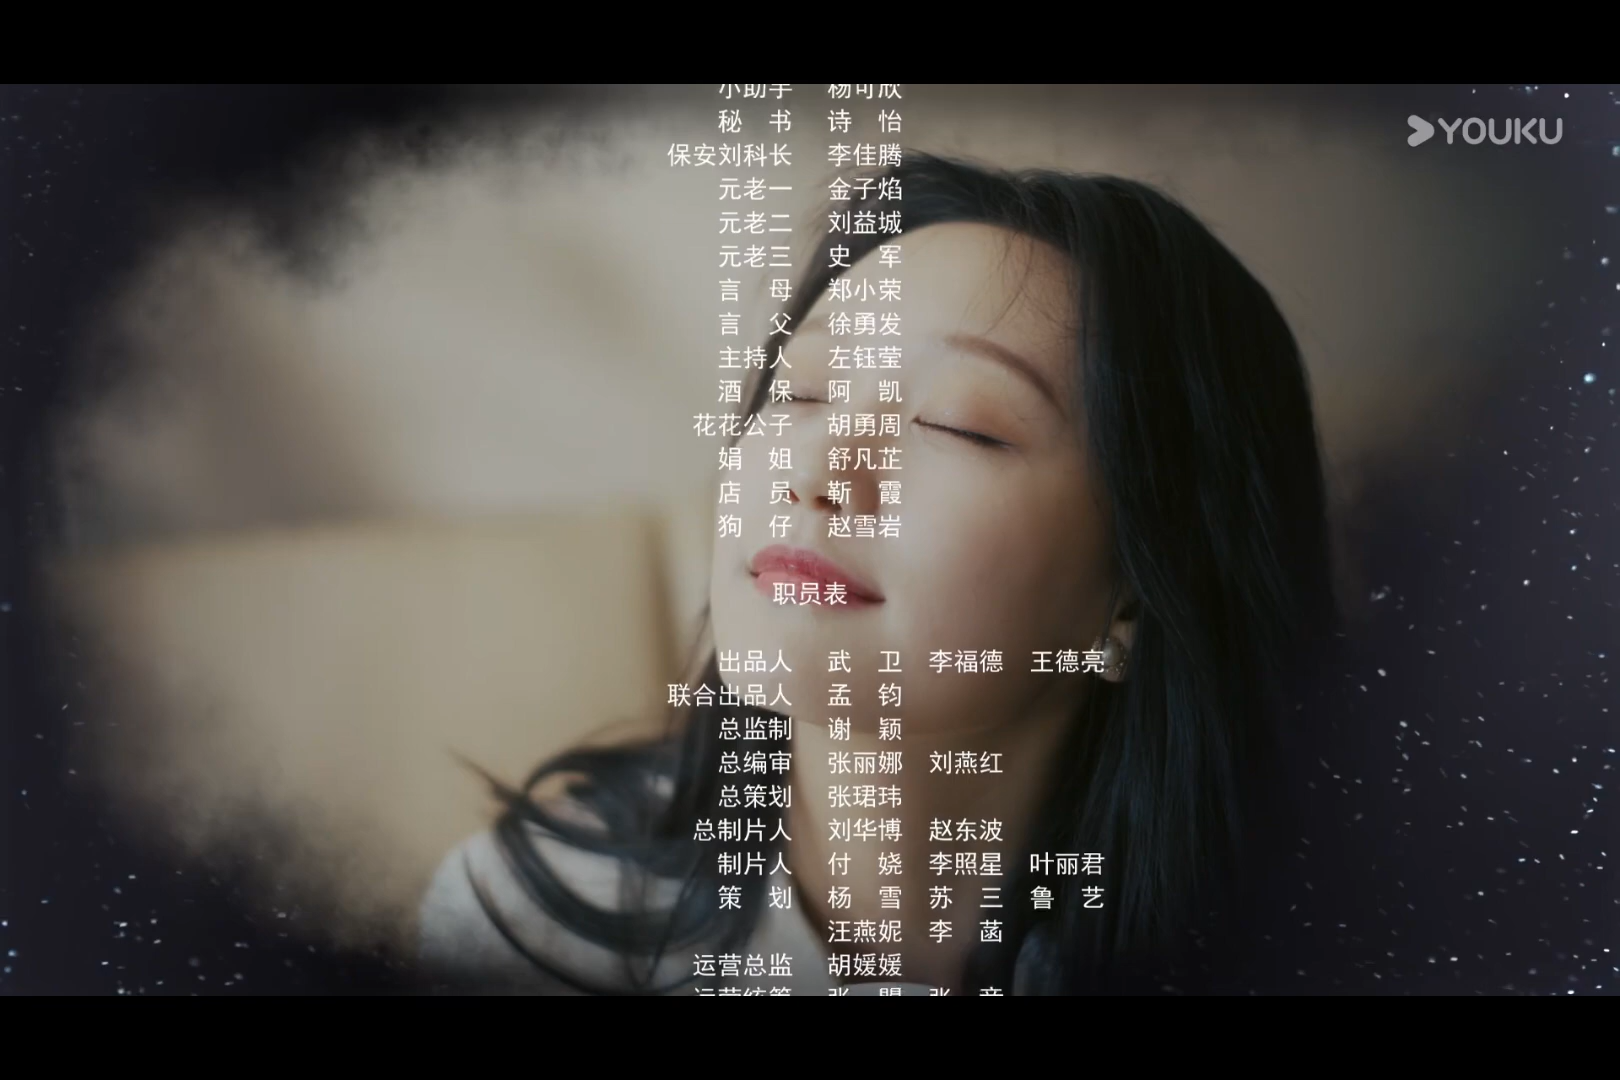 YOUKU
小助手 杨可欣
秘 书 诗 怡
保安刘科长 李佳腾
元老一 金子焰
元老二 刘益城
元老三 史 军
言 母 郑小荣
言 父 徐勇发
主持人 左钰莹
酒 保 阿 凯
花花公子 胡勇周
娟 姐 舒凡芷
店 员 靳 霞
狗 仔 赵雪岩
职员表
出品人 武 卫 李福德 王德亮
联合出品人 孟 钧
总监制 谢 颖
总编审 张丽娜 刘燕红
总策划 张珺玮
总制片人 刘华博 赵东波
制片人 付 娆 李照星 叶丽君
策 划 杨 雪 苏 三 鲁 艺
汪燕妮 李 菡
运营总监 胡媛媛